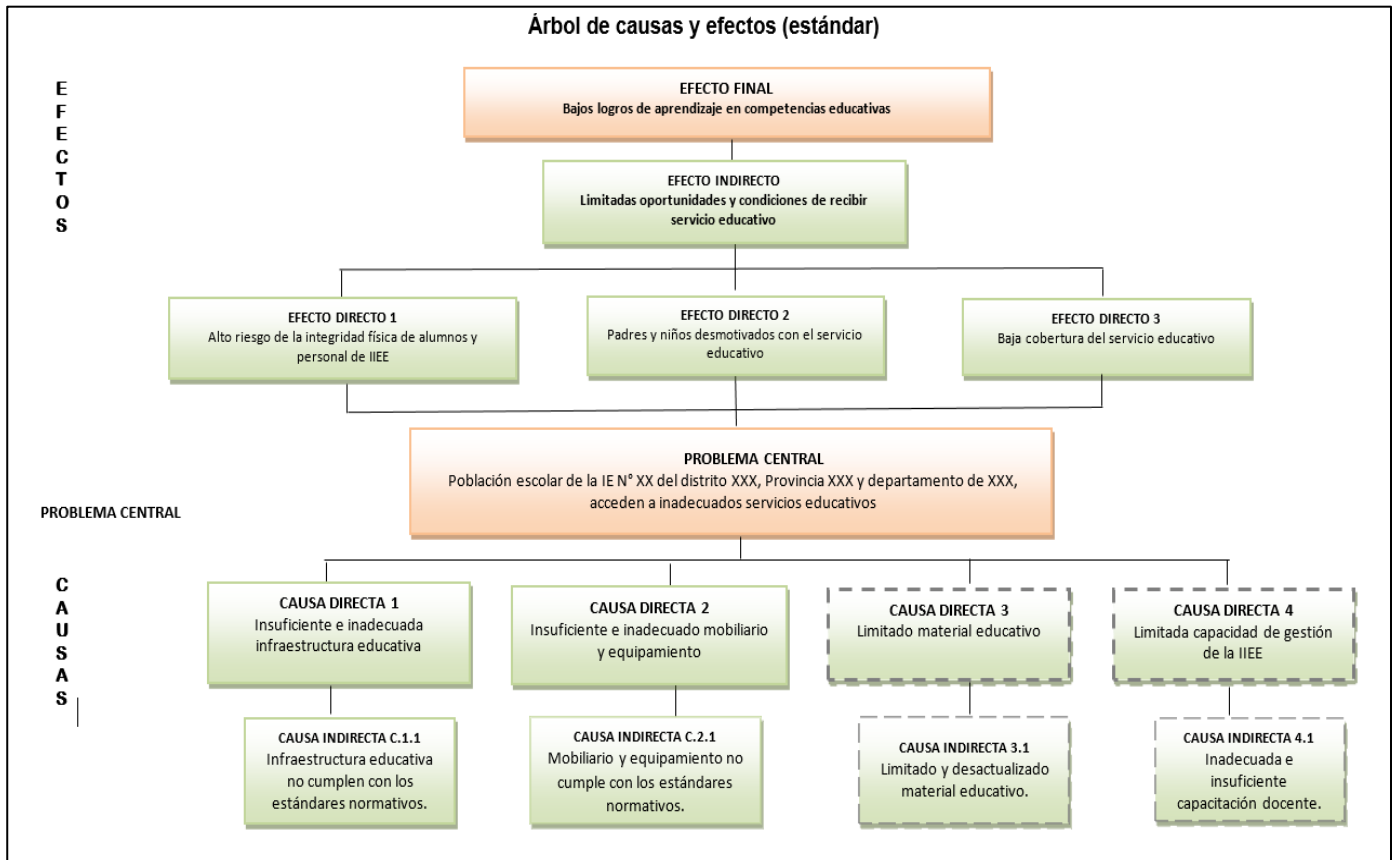 Árbol de causas y efectos (estándar)
E
F
E
C
T
O
S
EFECTO FINAL
Bajos logros de aprendizaje en competencias educativas
EFECTO INDIRECTO
Limitadas oportunidades y condiciones de recibir
servicio educativo
EFECTO DIRECTO 1
Alto riesgo de la integridad física de alumnos y
personal de IIEE
EFECTO DIRECTO 2
Padres y niños desmotivados con el servicio
educativo
EFECTO DIRECTO 3
Baja cobertura del servicio educativo
PROBLEMA CENTRAL
Población escolar de la IE N° XX del distrito XXX, Provincia XXX y departamento de XXX,
acceden a inadecuados servicios educativos
PROBLEMA CENTRAL
C
A
U
S
A
S
CAUSA DIRECTA 1
Insuficiente e inadecuada
infraestructura educativa
CAUSA DIRECTA 2
Insuficiente e inadecuado mobiliario
y equipamiento
CAUSA DIRECTA 3
Limitado material educativo
CAUSA DIRECTA 4
Limitada capacidad de gestión
de la IIEE
CAUSA INDIRECTA C.1.1
Infraestructura educativa
no cumplen con los
estándares normativos.
CAUSA INDIRECTA C.2.1
Mobiliario y equipamiento no
cumple con los estándares
normativos.
CAUSA INDIRECTA 3.1
Limitado y desactualizado
material educativo.
CAUSA INDIRECTA 4.1
Inadecuada e
insuficiente
capacitación docente.